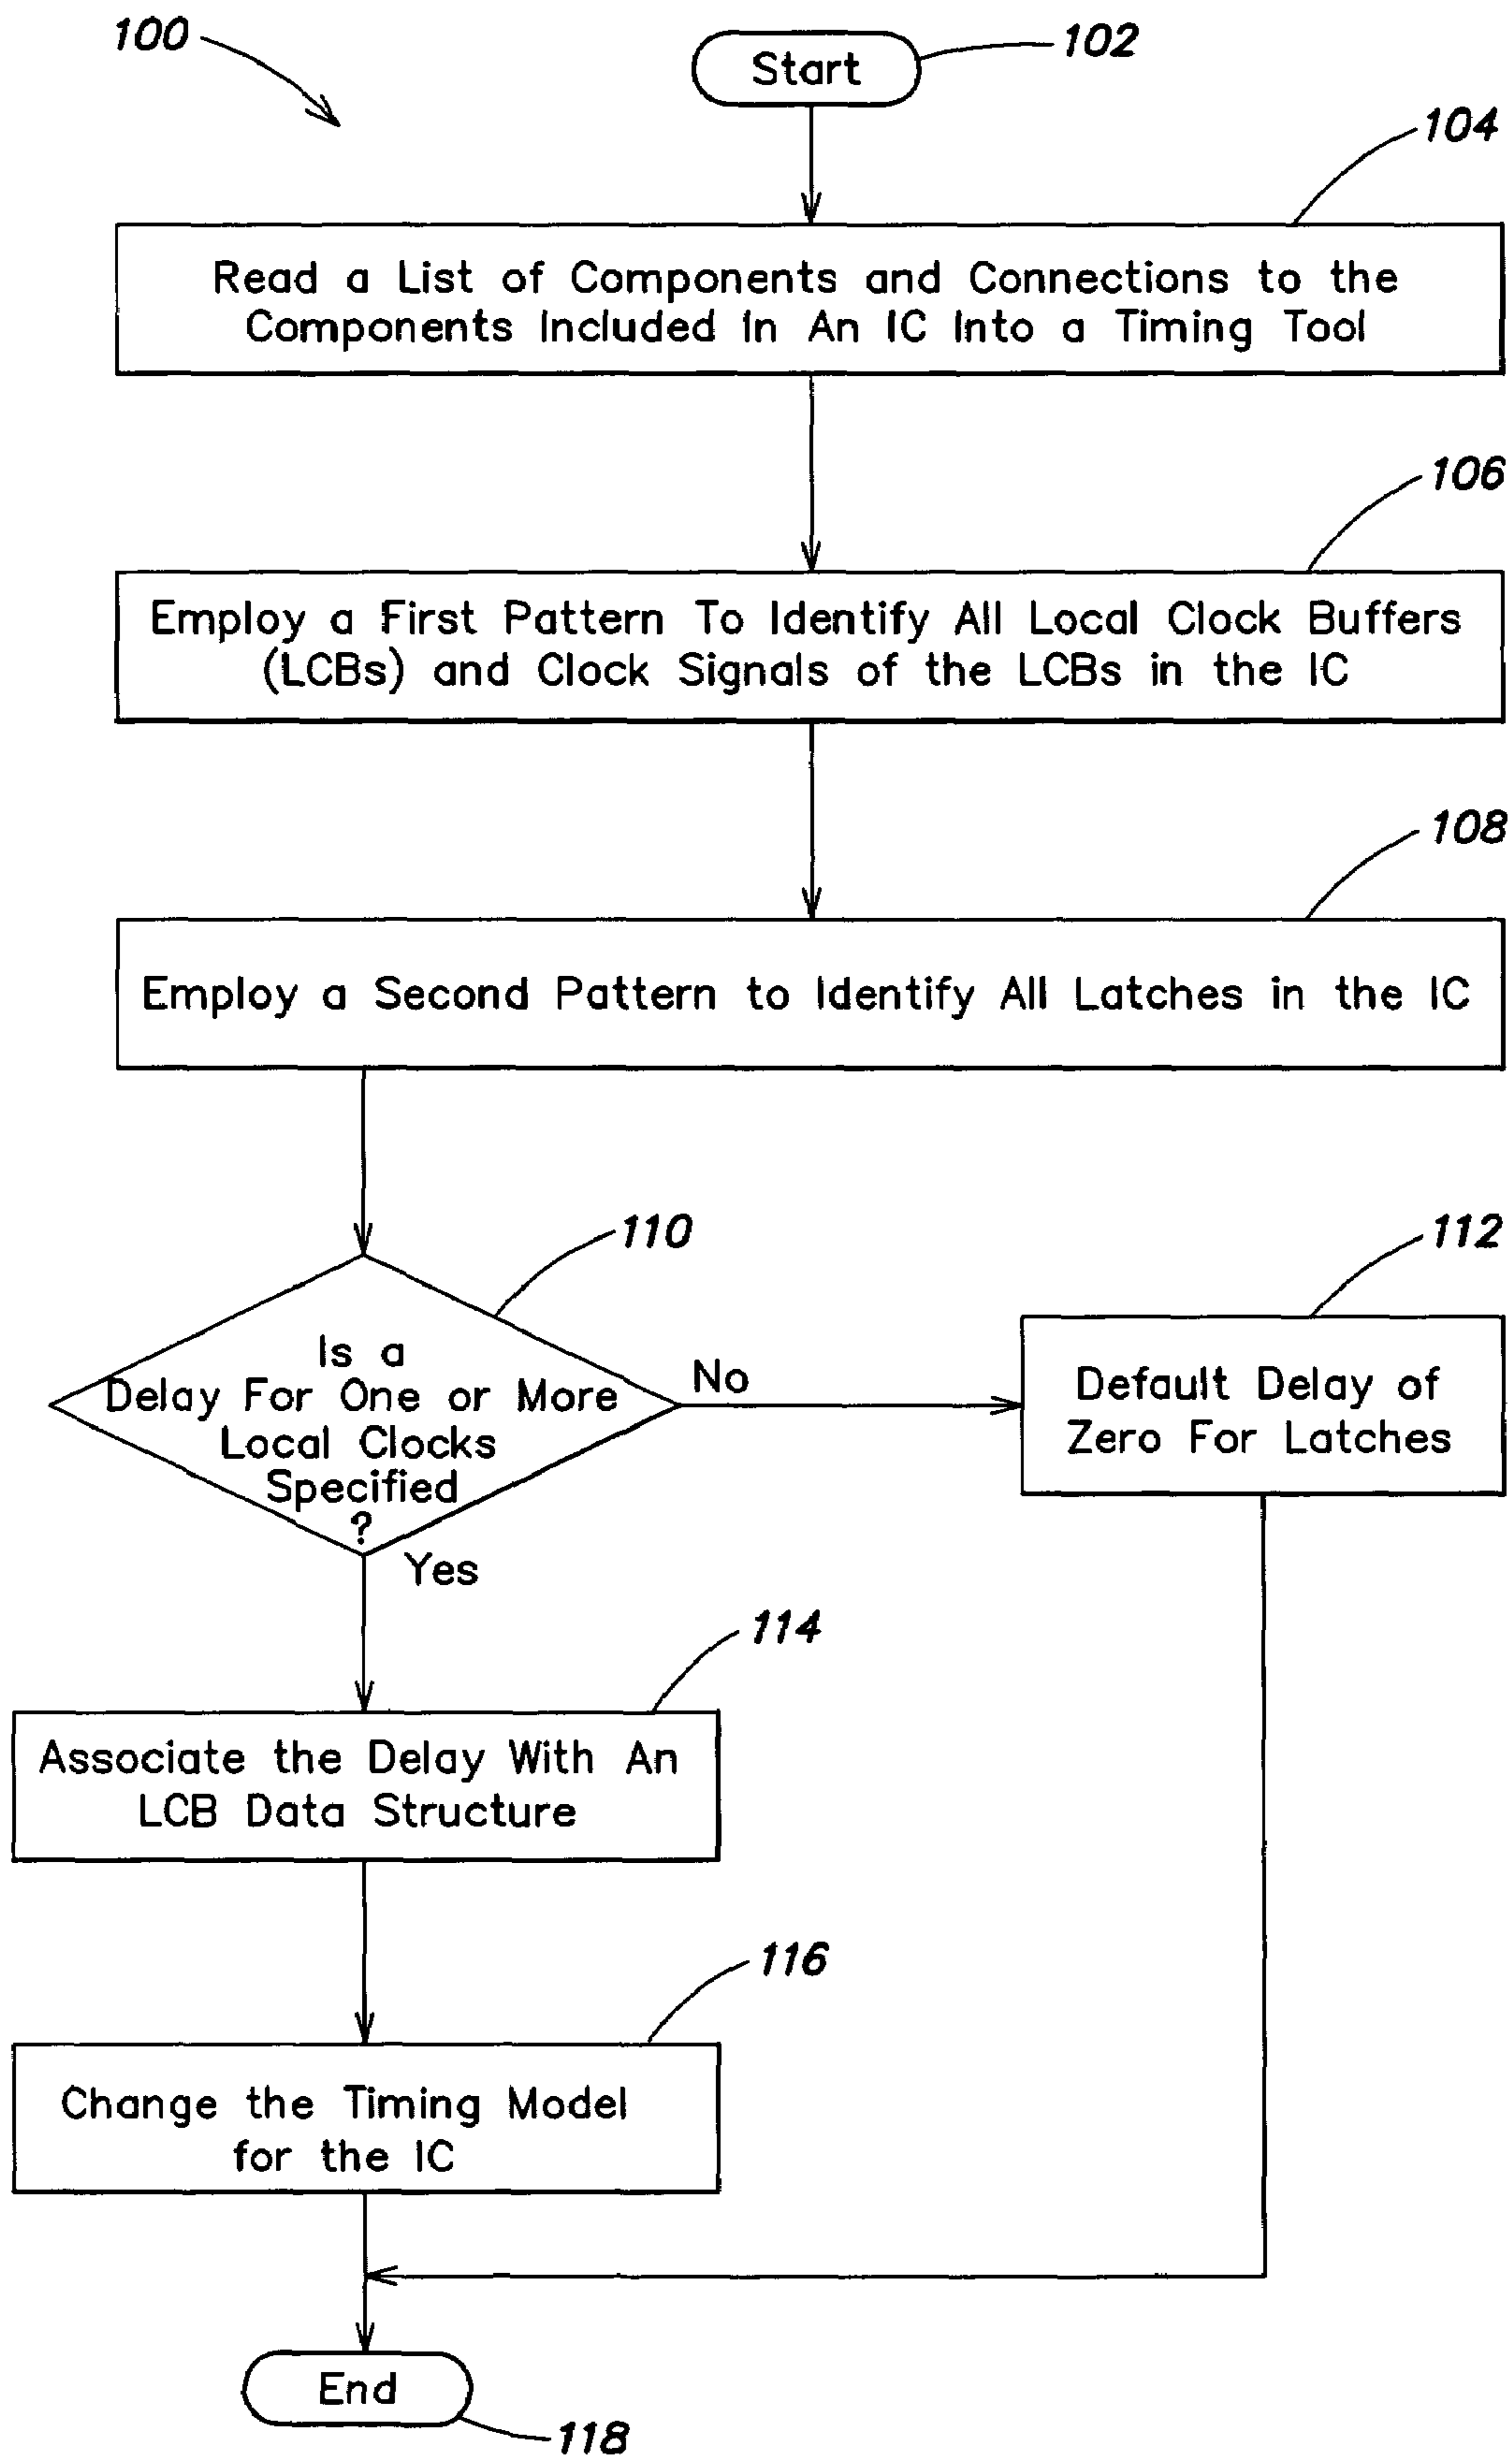 100
Start
102
104
Read a List of Components and Connections to the
Components Included In An IC Into a Timing Tool
106
Employ a First Pattern To Identify All Local Clock Buffers
(LCBs) and Clock Signals of the LCBs in the IC
108
Employ a Second Pattern to Identify All Latches in the IC
110
Is a
Delay For One or More
Local Clocks
Specified
?
No
Yes
112
Default Delay of
Zero For Latches
114
Associate the Delay With An
LCB Data Structure
116
Change the Timing Model
for the IC
End
118